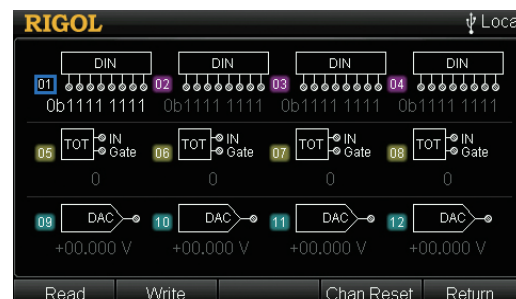 RIGOL Loca
DIN DIN DIN DIN
01 02 03 04
0b1111 1111 0b1111 1111 0b1111 1111 0b1111 1111
TOT IN TOT IN TOT IN TOT IN
05 Gate 06 Gate 07 Gate 08 Gate
0 0 0 0
09 DAC 10 DAC 11 DAC 12 DAC
+00.000 V +00.000 V +00.000 V +00.000 V
Read Write Chan Reset Return